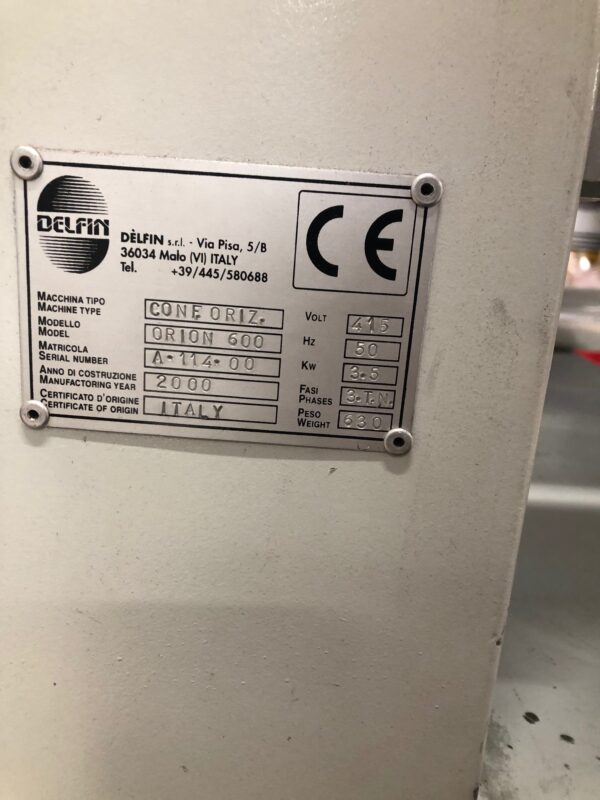 DELFIN
DÈLFIN s.r.l. - Via Pisa, 5/B
36034 Malo (VI) ITALY
Tel. +39/445/580688
CE
MACCHINA TIPO
MACHINE TYPE
CONF. ORIZ.
MODELLO
MODEL
ORION 600
MATRICOLA
SERIAL NUMBER
A-114-00
ANNO DI COSTRUZIONE
MANUFACTORING YEAR
2000
CERTIFICATO D'ORIGINE
CERTIFICATE OF ORIGIN
ITALY
VOLT 415
HZ 50
KW 3.5
FASI
PHASES
3.T.N.
PESO
WEIGHT
630